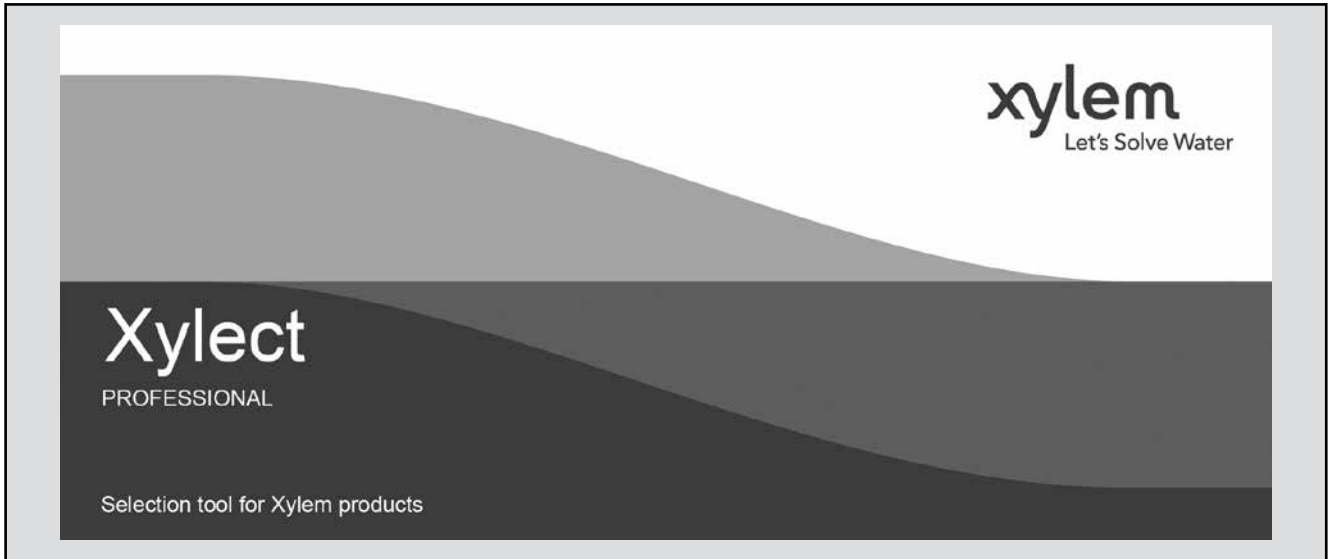 xylem
Let's Solve Water
Xylect
PROFESSIONAL
Selection tool for Xylem products